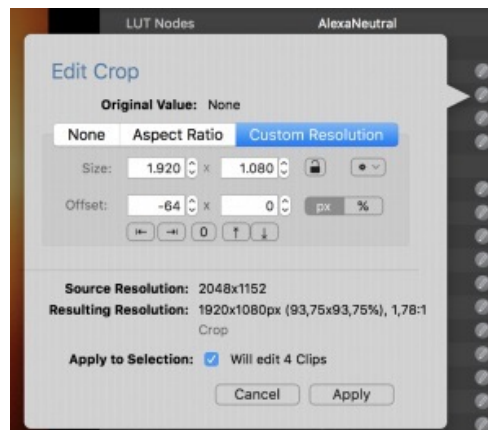 LUT Nodes AlexaNeutral
Edit Crop
Original Value: None
None Aspect Ratio Custom Resolution
Size: 1.920 x 1.080
Offset: -64 x 0 px %
0
Source Resolution: 2048x1152
Resulting Resolution: 1920x1080px (93,75x93,75%), 1,78:1
Crop
Apply to Selection: Will edit 4 Clips
Cancel Apply